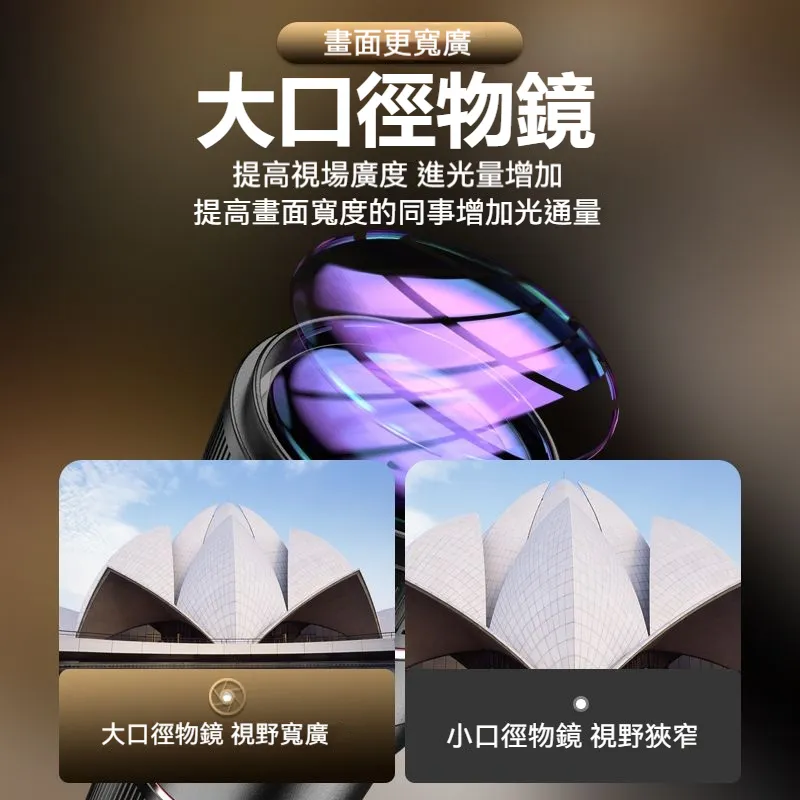 畫面更寬廣
大口徑物鏡
提高視場廣度 進光量增加
提高畫面寬度的同事增加光通量
大口徑物鏡 視野寬廣
小口徑物鏡 視野狹窄